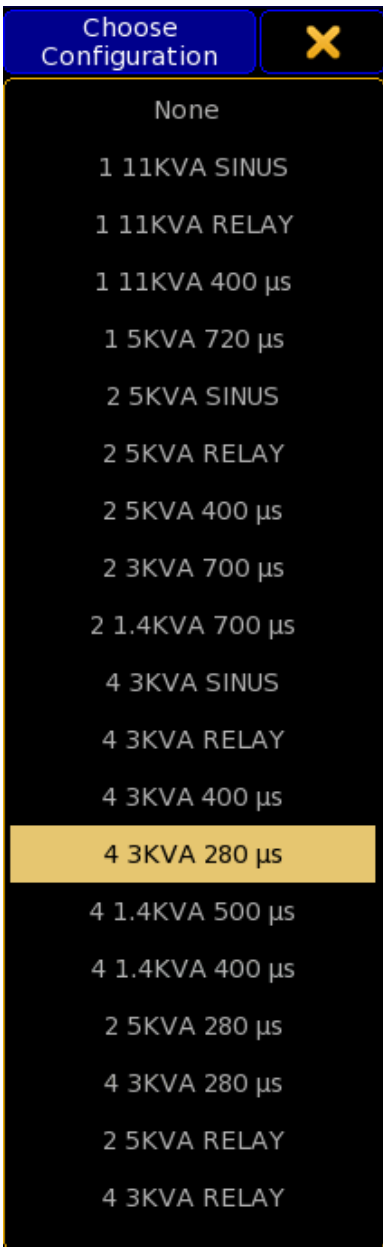 Choose
Configuration
None
1 11KVA SINUS
1 11KVA RELAY
1 11KVA 400 µs
1 5KVA 720 µs
2 5KVA SINUS
2 5KVA RELAY
2 5KVA 400 µs
2 3KVA 700 µs
2 1.4KVA 700 µs
4 3KVA SINUS
4 3KVA RELAY
4 3KVA 400 µs
4 3KVA 280 µs
4 1.4KVA 500 µs
4 1.4KVA 400 µs
2 5KVA 280 µs
4 3KVA 280 µs
2 5KVA RELAY
4 3KVA RELAY